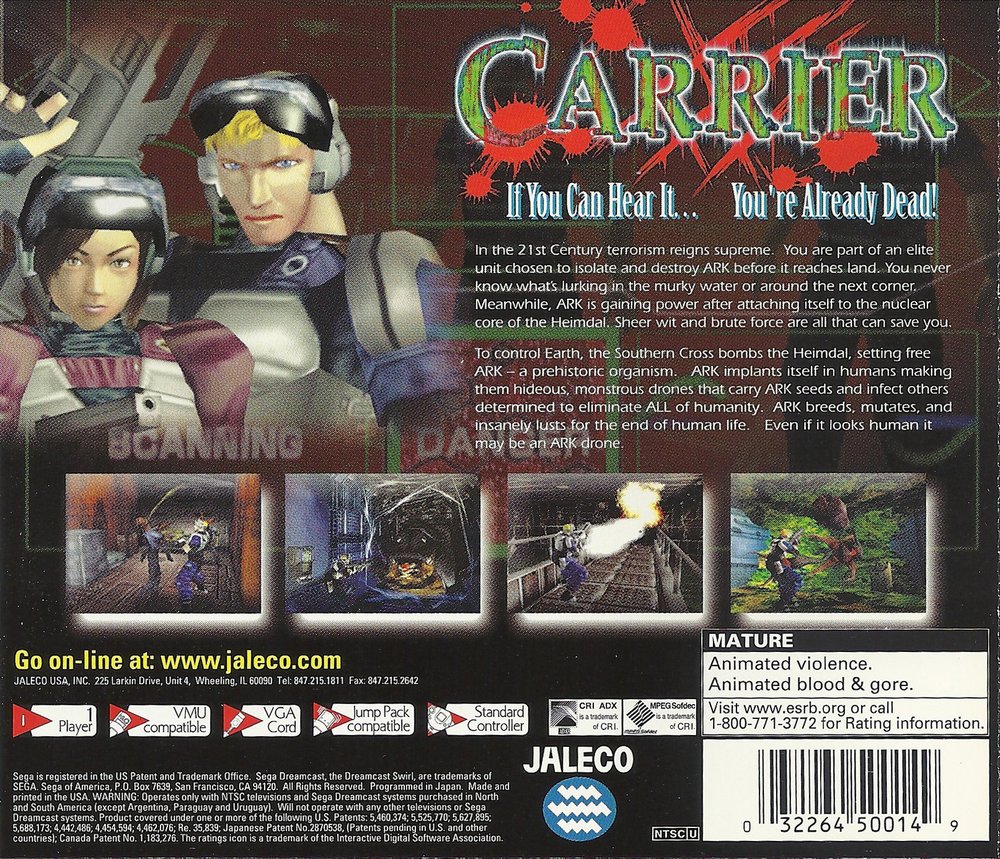 CARRIER
If You Can Hear It... You're Already Dead!
In the 21st Century terrorism reigns supreme. You are part of an elite
unit chosen to isolate and destroy ARK before it reaches land. You never
know what's lurking in the murky water or around the next corner.
Meanwhile, ARK is gaining power after attaching itself to the nuclear
core of the Heimdal. Sheer wit and brute force are all that can save you.
To control Earth, the Southern Cross bombs the Heimdal, setting free
ARK – a prehistoric organism. ARK implants itself in humans making
them hideous, monstrous drones that carry ARK seeds and infect others
determined to eliminate ALL of humanity. ARK breeds, mutates, and
insanely lusts for the end of human life. Even if it looks human it
may be an ARK drone.
SCANNING
DANGER
Go on-line at: www.jaleco.com
JALECO USA, INC. 225 Larkin Drive, Unit 4, Wheeling, IL 60090 Tel: 847.215.1811 Fax: 847.215.2642
MATURE
Animated violence.
Animated blood & gore.
Visit www.esrb.org or call
1-800-771-3772 for Rating information.
1
Player
VMU
compatible
VGA
Cord
Jump Pack
compatible
Standard
Controller
CRI ADX
is a trademark
of CRI.
MPEG Sofdec
is a trademark
of CRI.
JALECO
Sega is registered in the US Patent and Trademark Office. Sega Dreamcast, the Dreamcast Swirl, are trademarks of
SEGA. Sega of America, P.O. Box 7639, San Francisco, CA 94120. All Rights Reserved. Programmed in Japan. Made and
printed in the USA. WARNING: Operates only with NTSC televisions and Sega Dreamcast systems purchased in North
and South America (except Argentina, Paraguay and Uruguay). Will not operate with any other televisions or Sega
Dreamcast systems. Product covered under one or more of the following U.S. Patents: 5,460,374; 5,525,770; 5,627,895;
5,688,173; 4,442,486; 4,454,594; 4,462,076; Re. 35,839; Japanese Patent No.2870538, (Patents pending in U.S. and other
countries); Canada Patent No. 1,183,276. The ratings icon is a trademark of the Interactive Digital Software Association.
NTSC U
0 32264 50014 9